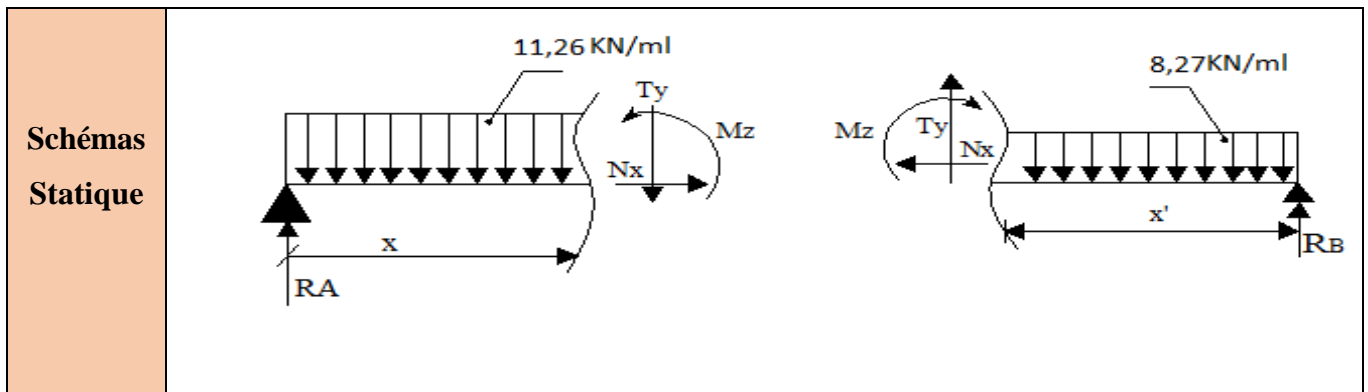 Schémas
Statique
11,26 KN/ml
Ty
Mz
Nx
x
RA
8,27KN/ml
Mz
Ty
Nx
x'
RB